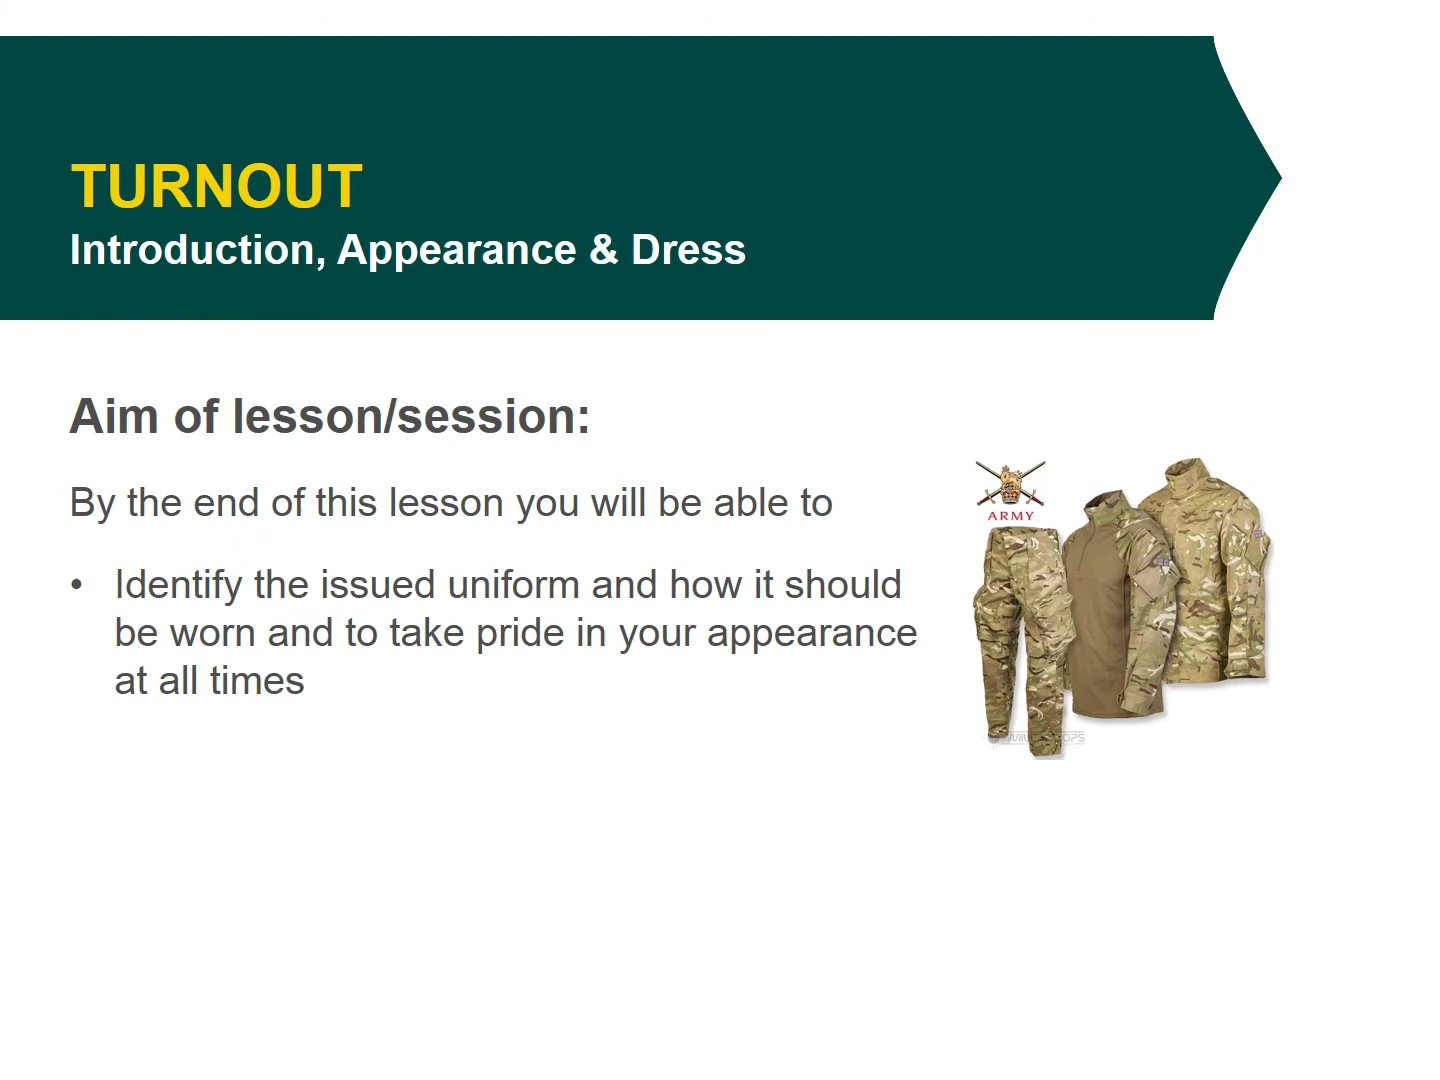 TURNOUT
Introduction, Appearance & Dress
Aim of lesson/session:
By the end of this lesson you will be able to
• Identify the issued uniform and how it should
be worn and to take pride in your appearance
at all times
ARMY